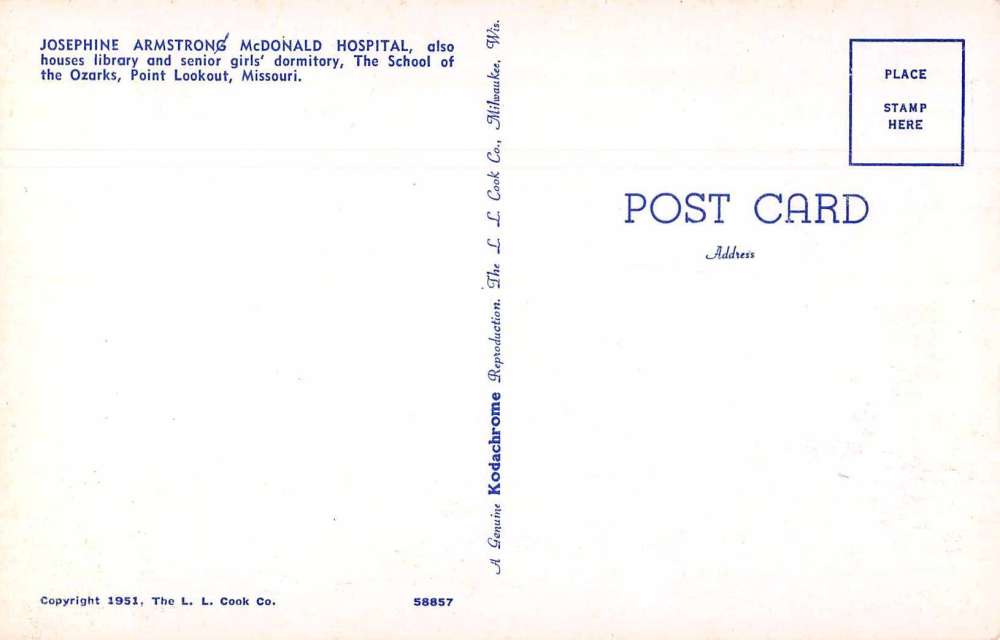 JOSEPHINE ARMSTRONG McDONALD HOSPITAL, also
houses library and senior girls' dormitory, The School of
the Ozarks, Point Lookout, Missouri.
A Genuine Kodachrome Reproduction. The L. L. Cook Co., Milwaukee, Wis.
PLACE
STAMP
HERE
POST CARD
Address
Copyright 1951, The L. L. Cook Co.
58857